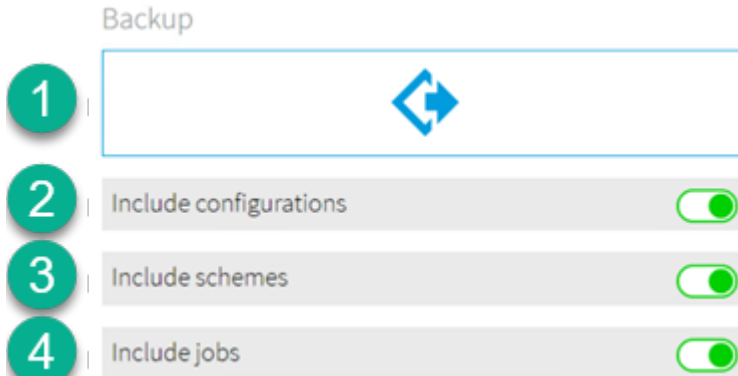 Backup
1
2 Include configurations
3 Include schemes
4 Include jobs